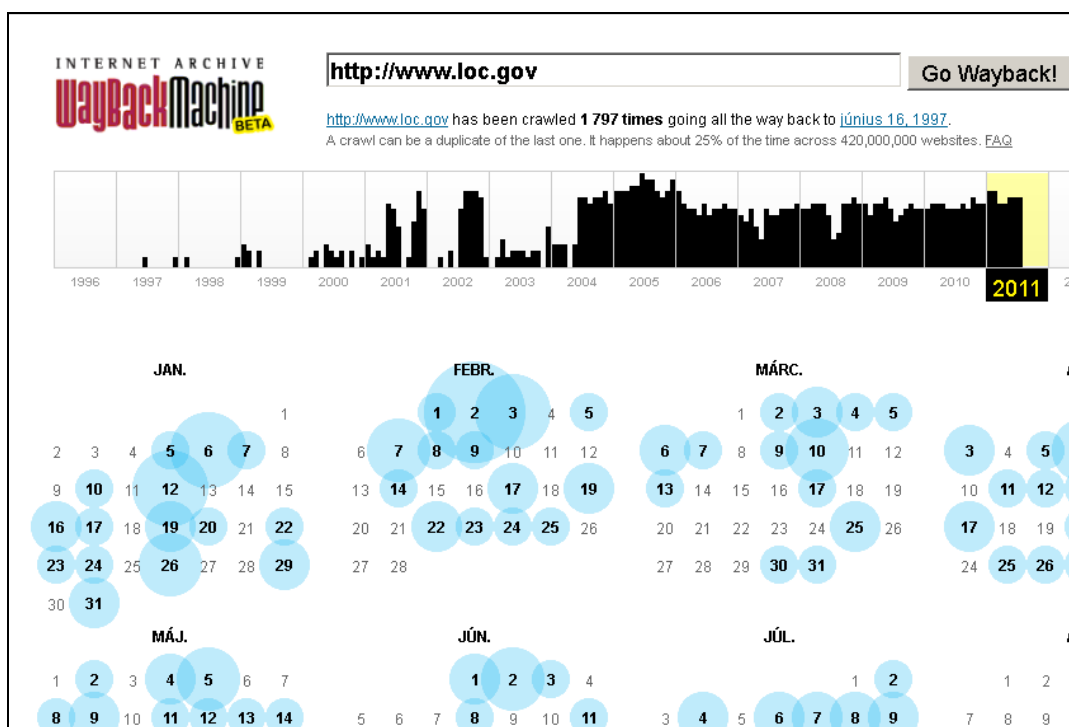 INTERNET ARCHIVE
WayBackMachine
BETA
http://www.loc.gov
Go Wayback!
http://www.loc.gov has been crawled 1 797 times going all the way back to június 16, 1997.
A crawl can be a duplicate of the last one. It happens about 25% of the time across 420,000,000 websites. FAQ
1996 1997 1998 1999 2000 2001 2002 2003 2004 2005 2006 2007 2008 2009 2010 2011 2
JAN. FEBR. MÁRC.
1 1 2 3 4 5 1 2 3 4 5
2 3 4 5 6 7 8 6 7 8 9 10 11 12 6 7 8 9 10 11 12 3 4 5
9 10 11 12 13 14 15 13 14 15 16 17 18 19 13 14 15 16 17 18 19 10 11 12
16 17 18 19 20 21 22 20 21 22 23 24 25 26 20 21 22 23 24 25 26 17 18 19
23 24 25 26 27 28 29 27 28 27 28 29 30 31 24 25 26
30 31
MÁJ. JÚN. JÚL.
1 2 3 4 5 6 7 1 2 3 4 1 2 1 2
8 9 10 11 12 13 14 5 6 7 8 9 10 11 3 4 5 6 7 8 9 7 8 9